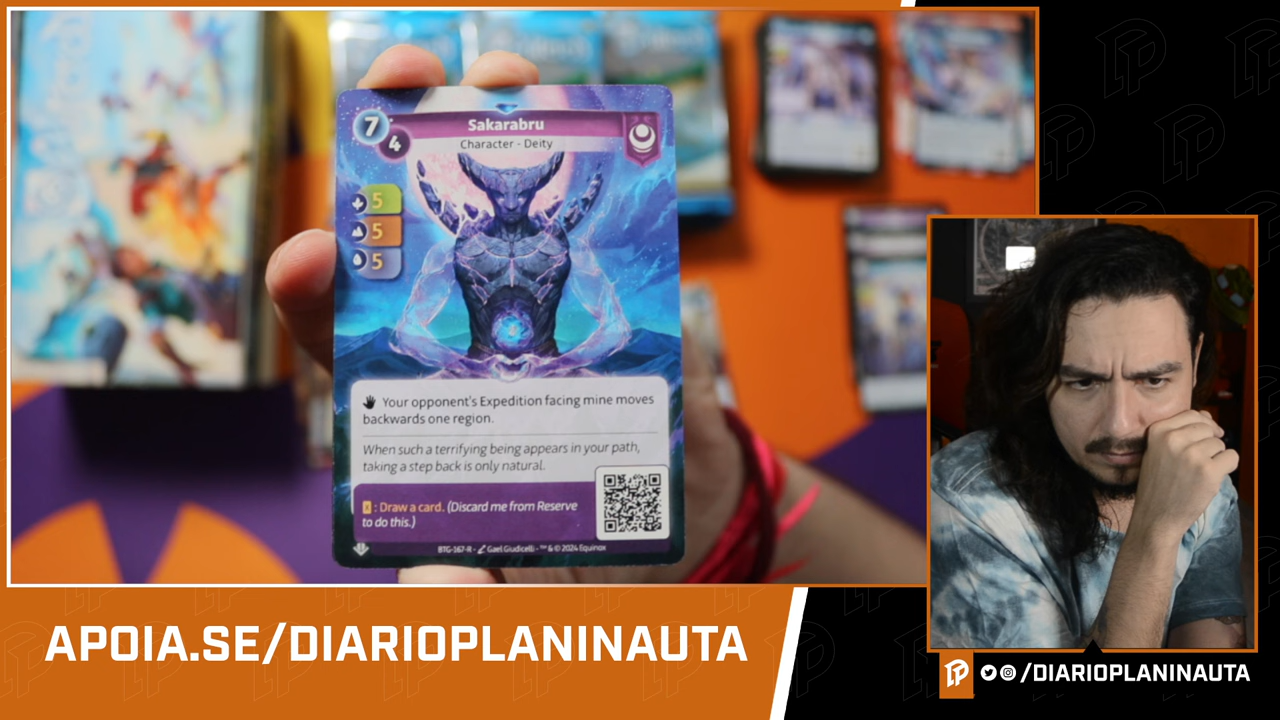 7
4
Sakarabru
Character - Deity
5
5
5
Your opponent's Expedition facing mine moves
backwards one region.
When such a terrifying being appears in your path,
taking a step back is only natural.
: Draw a card. (Discard me from Reserve
to do this.)
BTG-167-R - Gael Giudicelli - ™ & © 2024 Equinox
APOIA.SE/DIARIOPLANINAUTA
/DIARIOPLANINAUTA